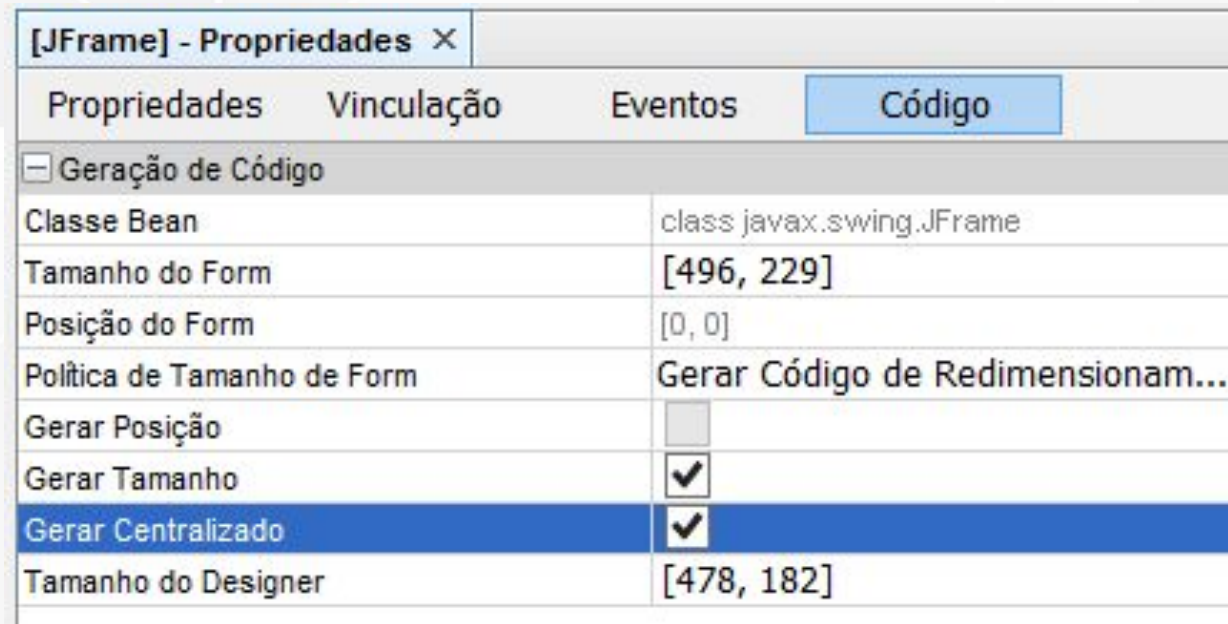 [JFrame] - Propriedades ×
Propriedades Vinculação Eventos Código
Geração de Código
Classe Bean class javax.swing.JFrame
Tamanho do Form [496, 229]
Posição do Form [0, 0]
Política de Tamanho de Form Gerar Código de Redimensionam...
Gerar Posição
Gerar Tamanho
Gerar Centralizado
Tamanho do Designer [478, 182]